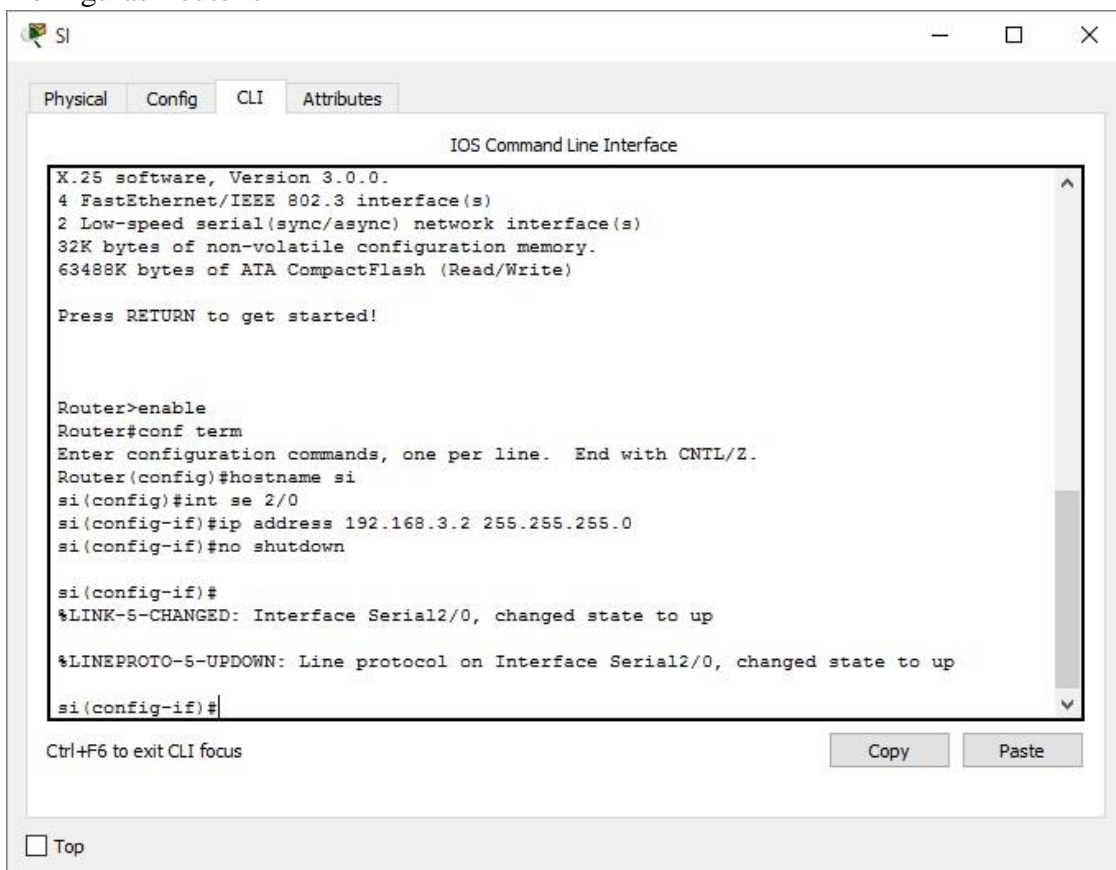 SI
Physical Config CLI Attributes
IOS Command Line Interface
X.25 software, Version 3.0.0.
4 FastEthernet/IEEE 802.3 interface(s)
2 Low-speed serial(sync/async) network interface(s)
32K bytes of non-volatile configuration memory.
63488K bytes of ATA CompactFlash (Read/Write)
Press RETURN to get started!
Router>enable
Router#conf term
Enter configuration commands, one per line.  End with CNTL/Z.
Router(config)#hostname si
si(config)#int se 2/0
si(config-if)#ip address 192.168.3.2 255.255.255.0
si(config-if)#no shutdown
si(config-if)#
%LINK-5-CHANGED: Interface Serial2/0, changed state to up
%LINEPROTO-5-UPDOWN: Line protocol on Interface Serial2/0, changed state to up
si(config-if)#
Ctrl+F6 to exit CLI focus
Copy Paste
Top